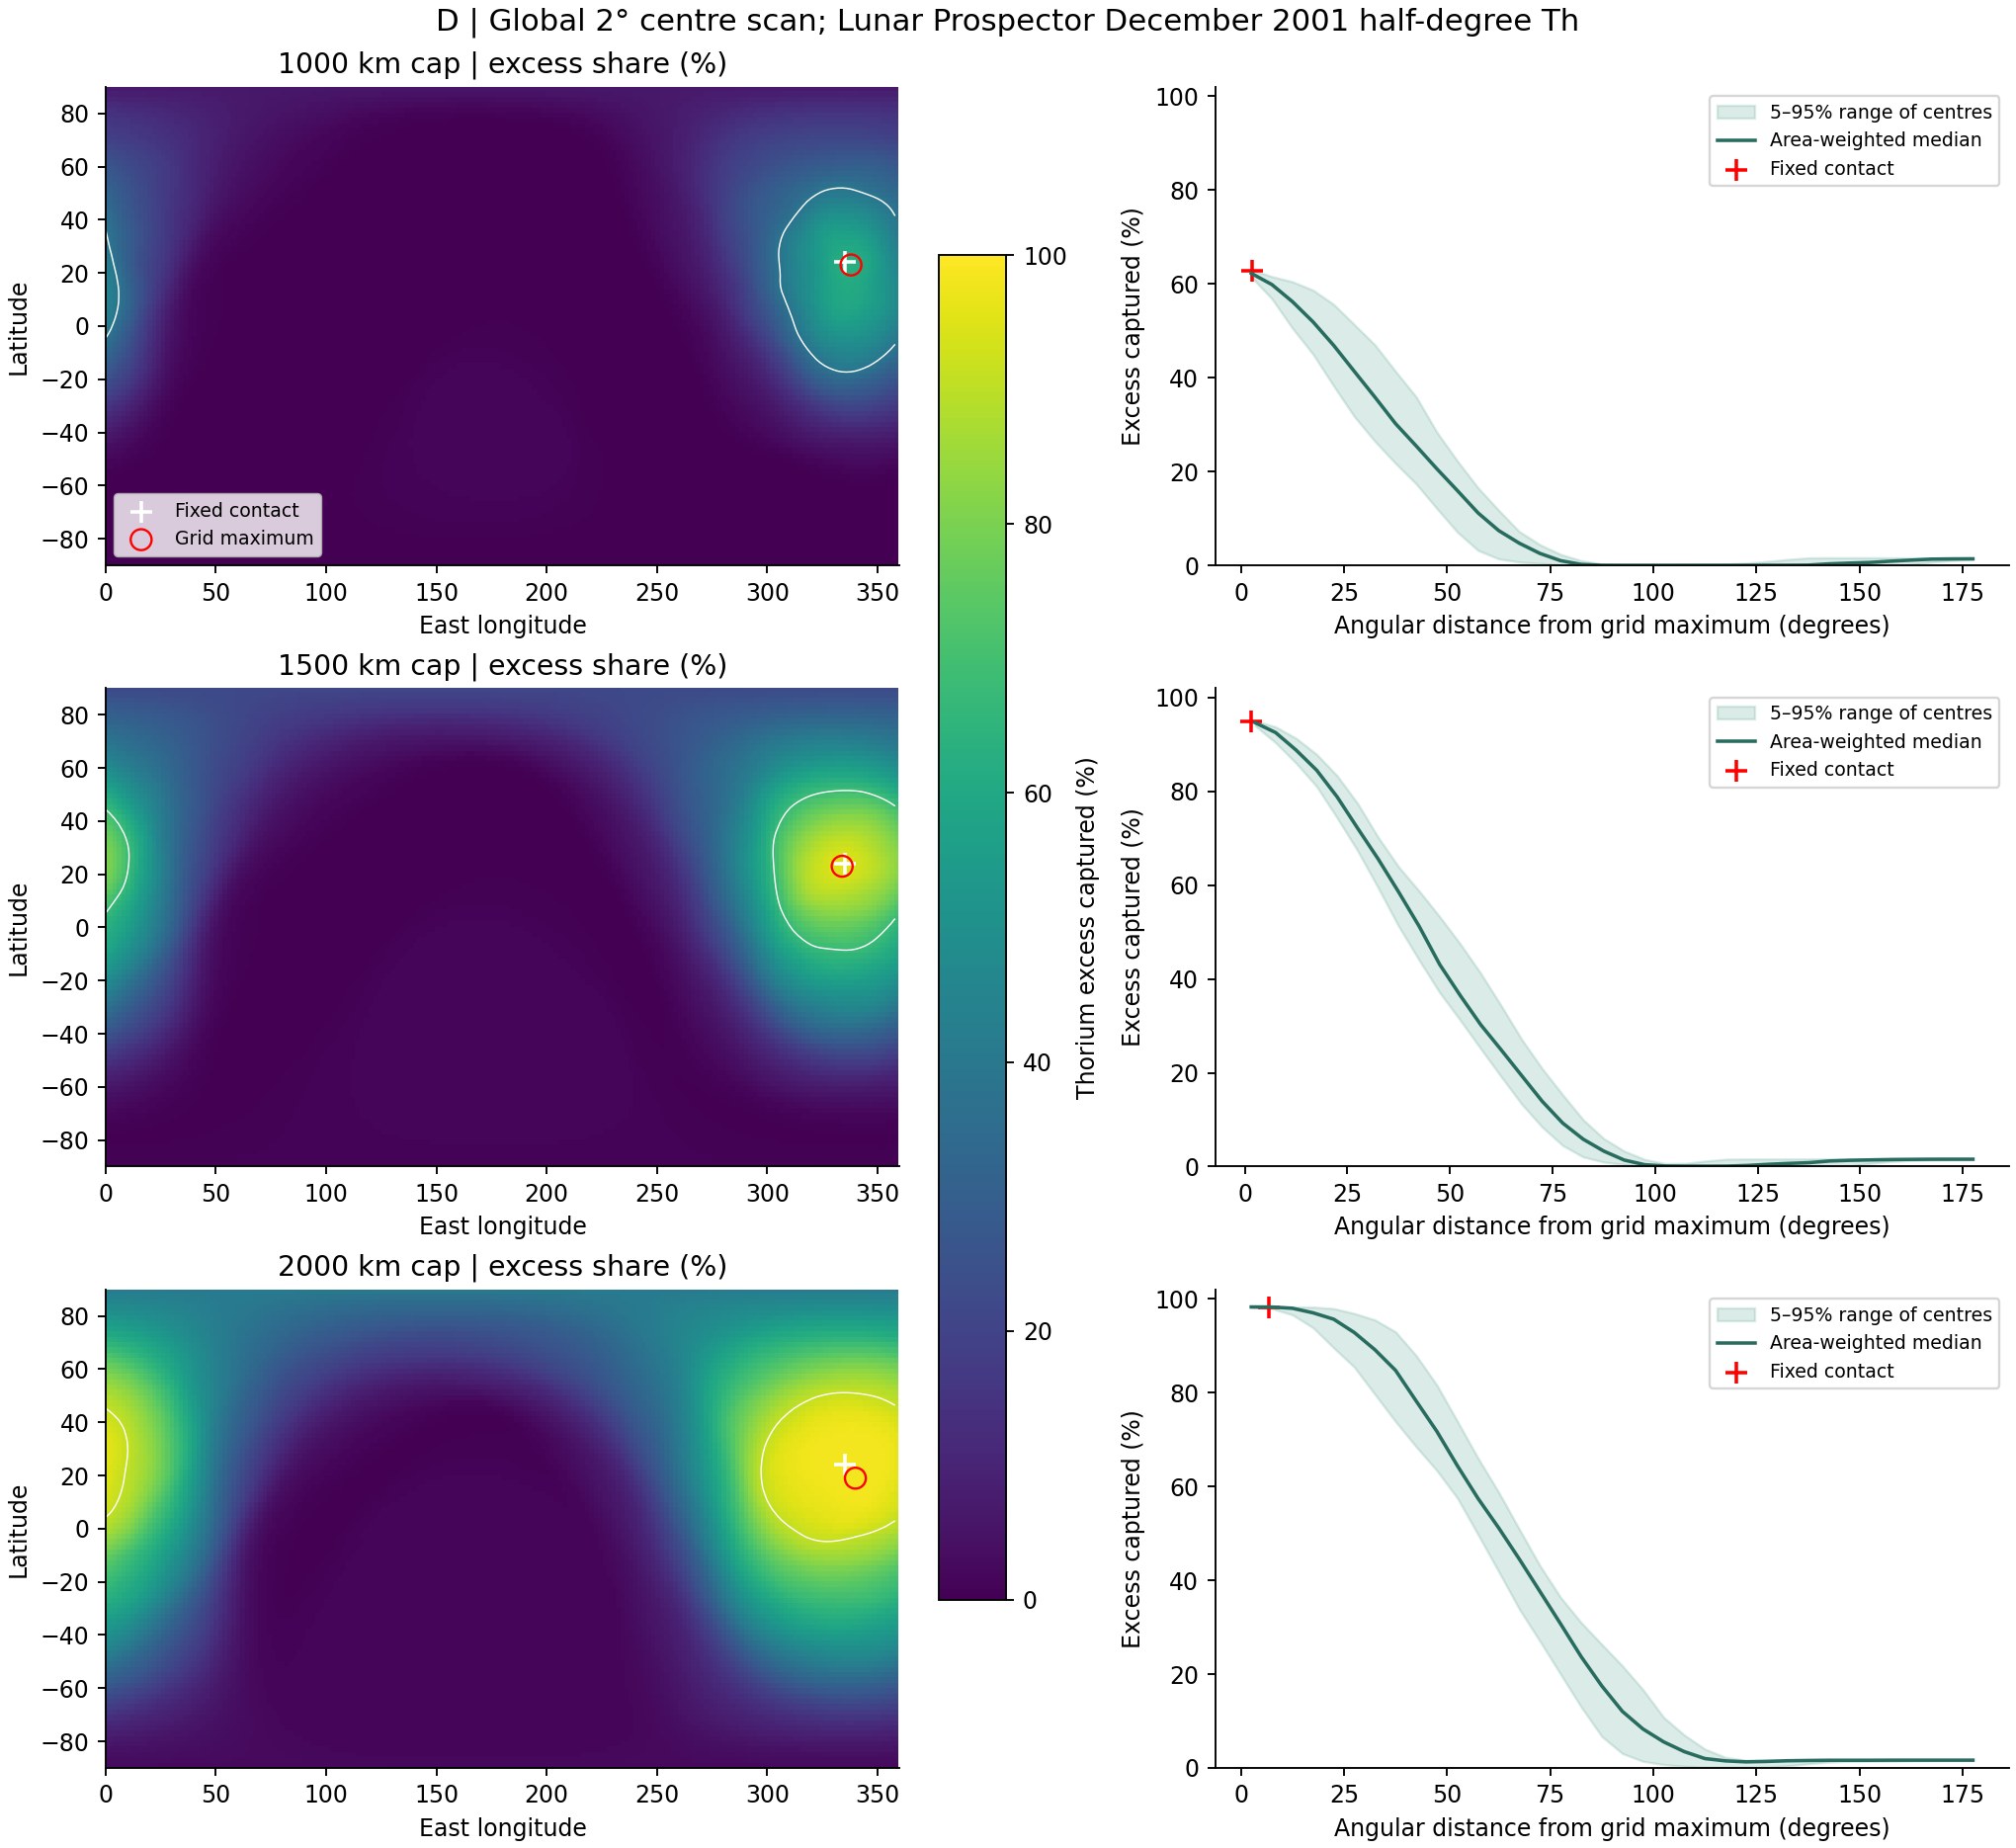 D | Global 2° centre scan; Lunar Prospector December 2001 half-degree Th
1000 km cap | excess share (%)
80
60
40
20
0
−20
−40
−60
−80
Latitude
Fixed contact
Grid maximum
0 50 100 150 200 250 300 350
East longitude
100
80
60
40
20
0
Excess captured (%)
5–95% range of centres
Area-weighted median
Fixed contact
0 25 50 75 100 125 150 175
Angular distance from grid maximum (degrees)
1500 km cap | excess share (%)
80
60
40
20
0
−20
−40
−60
−80
Latitude
0 50 100 150 200 250 300 350
East longitude
100
80
60
40
20
0
Thorium excess captured (%)
100
80
60
40
20
0
Excess captured (%)
5–95% range of centres
Area-weighted median
Fixed contact
0 25 50 75 100 125 150 175
Angular distance from grid maximum (degrees)
2000 km cap | excess share (%)
80
60
40
20
0
−20
−40
−60
−80
Latitude
0 50 100 150 200 250 300 350
East longitude
100
80
60
40
20
0
Excess captured (%)
5–95% range of centres
Area-weighted median
Fixed contact
0 25 50 75 100 125 150 175
Angular distance from grid maximum (degrees)